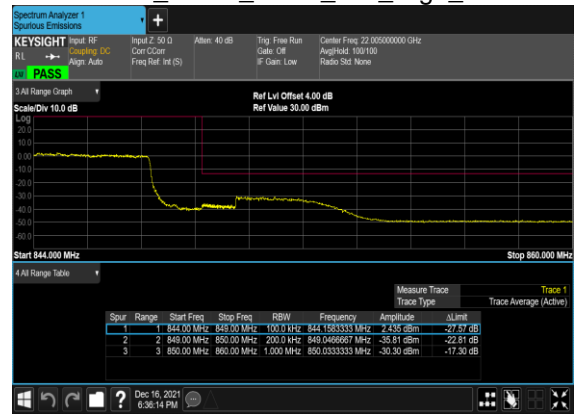 Spectrum Analyzer 1
Spurious Emissions
KEYSIGHT Input: RF Input Z: 50 Ω Atten: 40 dB Trig: Free Run Center Freq: 22.005000000 GHz
RL Coupling: DC Corr CCorr Gate: Off Avg|Hold: 100/100
Align: Auto Freq Ref: Int (S) IF Gain: Low Radio Std: None
PASS
3 All Range Graph
Ref Lvl Offset 4.00 dB
Scale/Div 10.0 dB Ref Value 30.00 dBm
Log
20.0
10.0
0.00
-10.0
-20.0
-30.0
-40.0
-50.0
-60.0
Start 844.000 MHz Stop 860.000 MHz
4 All Range Table
Measure Trace Trace 1
Trace Type Trace Average (Active)
Spur Range Start Freq Stop Freq RBW Frequency Amplitude ΔLimit
1 1 844.00 MHz 849.00 MHz 100.0 kHz 844.1583333 MHz 2.435 dBm -27.57 dB
2 2 849.00 MHz 850.00 MHz 200.0 kHz 849.0466667 MHz -35.81 dBm -22.81 dB
3 3 850.00 MHz 860.00 MHz 1.000 MHz 850.0333333 MHz -30.30 dBm -17.30 dB
? Dec 16, 2021
6:36:14 PM